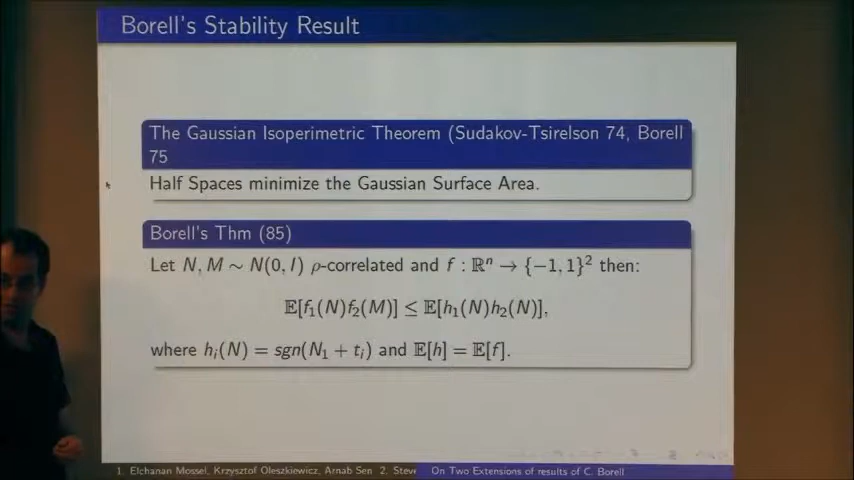 Borell's Stability Result
The Gaussian Isoperimetric Theorem (Sudakov-Tsirelson 74, Borell
75
Half Spaces minimize the Gaussian Surface Area.
Borell's Thm (85)
Let N, M ∼ N(0, I) ρ-correlated and f : ℝⁿ → {−1, 1}² then:
𝔼[f₁(N)f₂(M)] ≤ 𝔼[h₁(N)h₂(N)],
where hᵢ(N) = sgn(N₁ + tᵢ) and 𝔼[h] = 𝔼[f].
1. Elchanan Mossel, Krzysztof Oleszkiewicz, Arnab Sen 2. Steve On Two Extensions of results of C. Borell